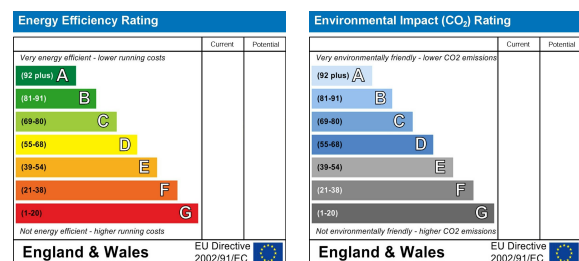 Energy Efficiency Rating
Current Potential
Very energy efficient - lower running costs
(92 plus) A
(81-91) B
(69-80) C
(55-68) D
(39-54) E
(21-38) F
(1-20) G
Not energy efficient - higher running costs
England & Wales
EU Directive
2002/91/EC
Environmental Impact (CO2) Rating
Current Potential
Very environmentally friendly - lower CO2 emissions
(92 plus) A
(81-91) B
(69-80) C
(55-68) D
(39-54) E
(21-38) F
(1-20) G
Not environmentally friendly - higher CO2 emissions
England & Wales
EU Directive
2002/91/EC